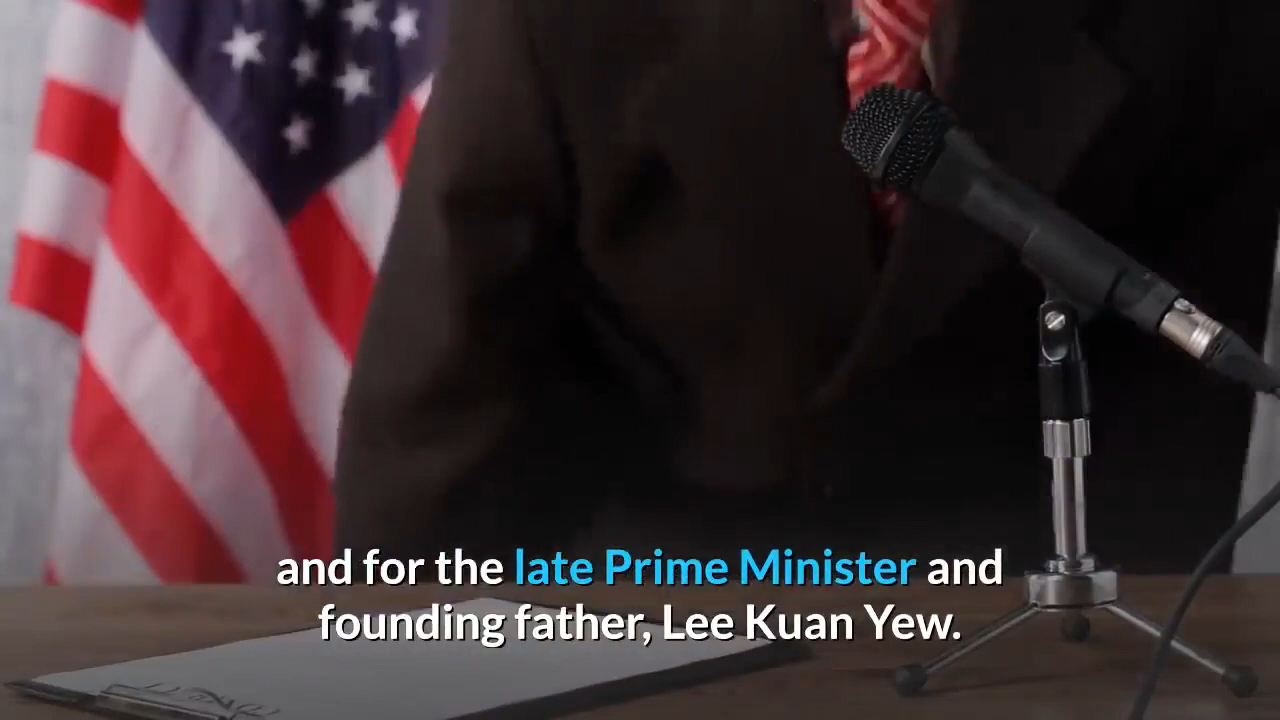 and for the late Prime Minister and
founding father, Lee Kuan Yew.